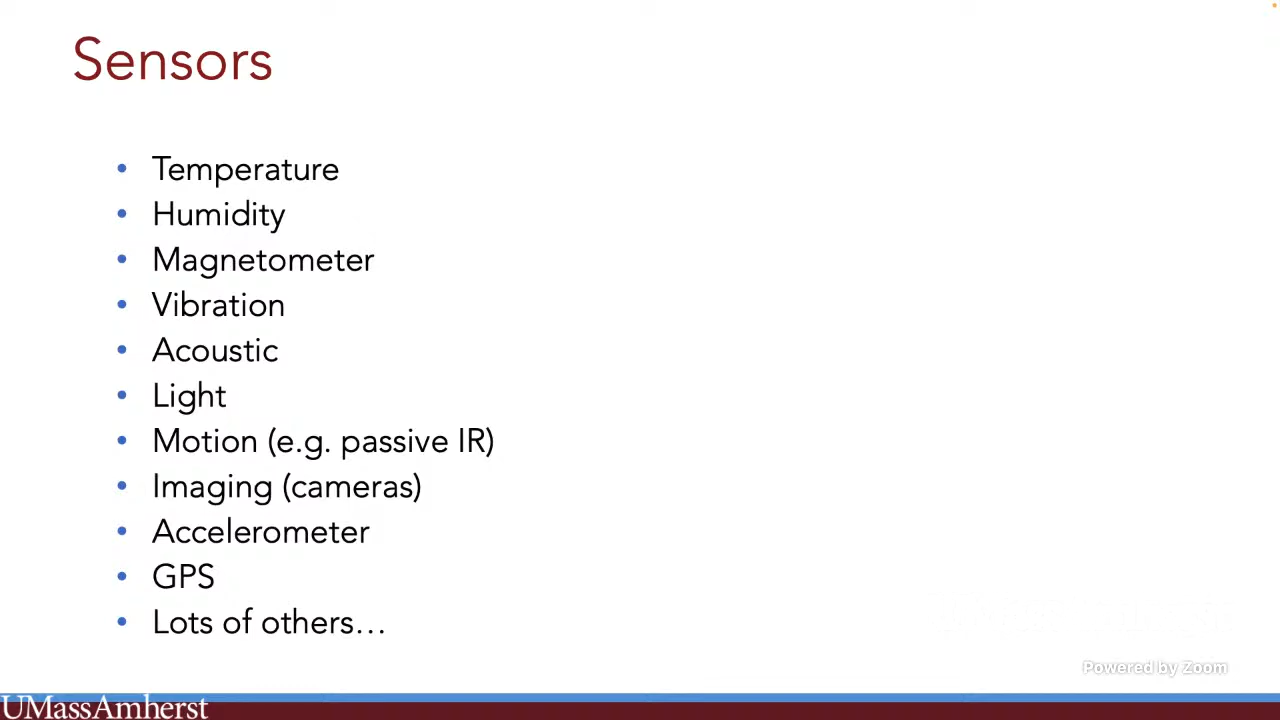 Sensors
• Temperature
• Humidity
• Magnetometer
• Vibration
• Acoustic
• Light
• Motion (e.g. passive IR)
• Imaging (cameras)
• Accelerometer
• GPS
• Lots of others…
Powered by Zoom
UMassAmherst